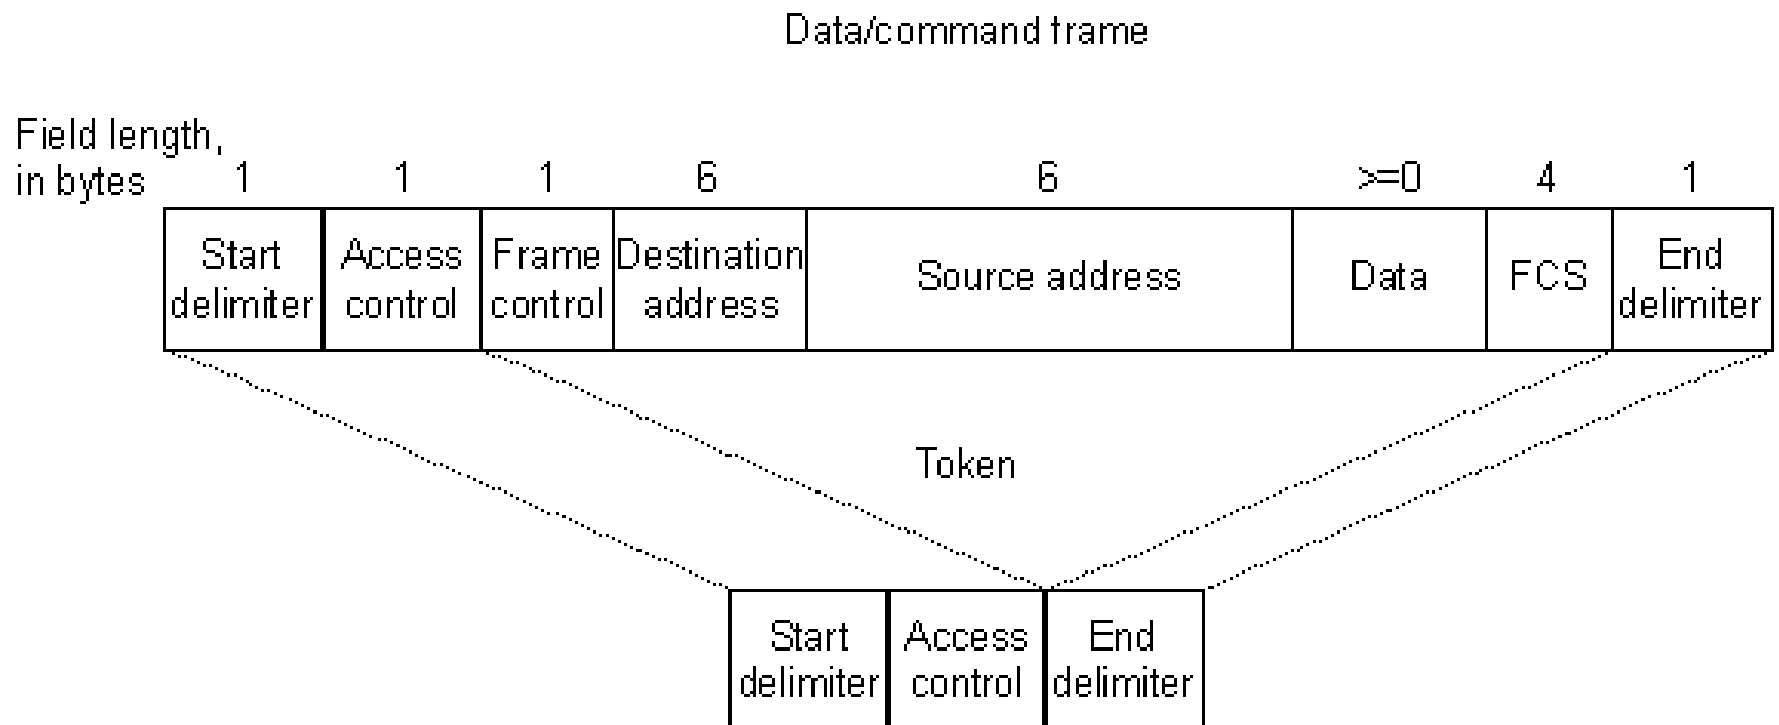 Data/command frame
Field length,
in bytes 1 1 1 6 6 >=0 4 1
Start delimiter
Access control
Frame control
Destination address
Source address
Data
FCS
End delimiter
Token
Start delimiter
Access control
End delimiter